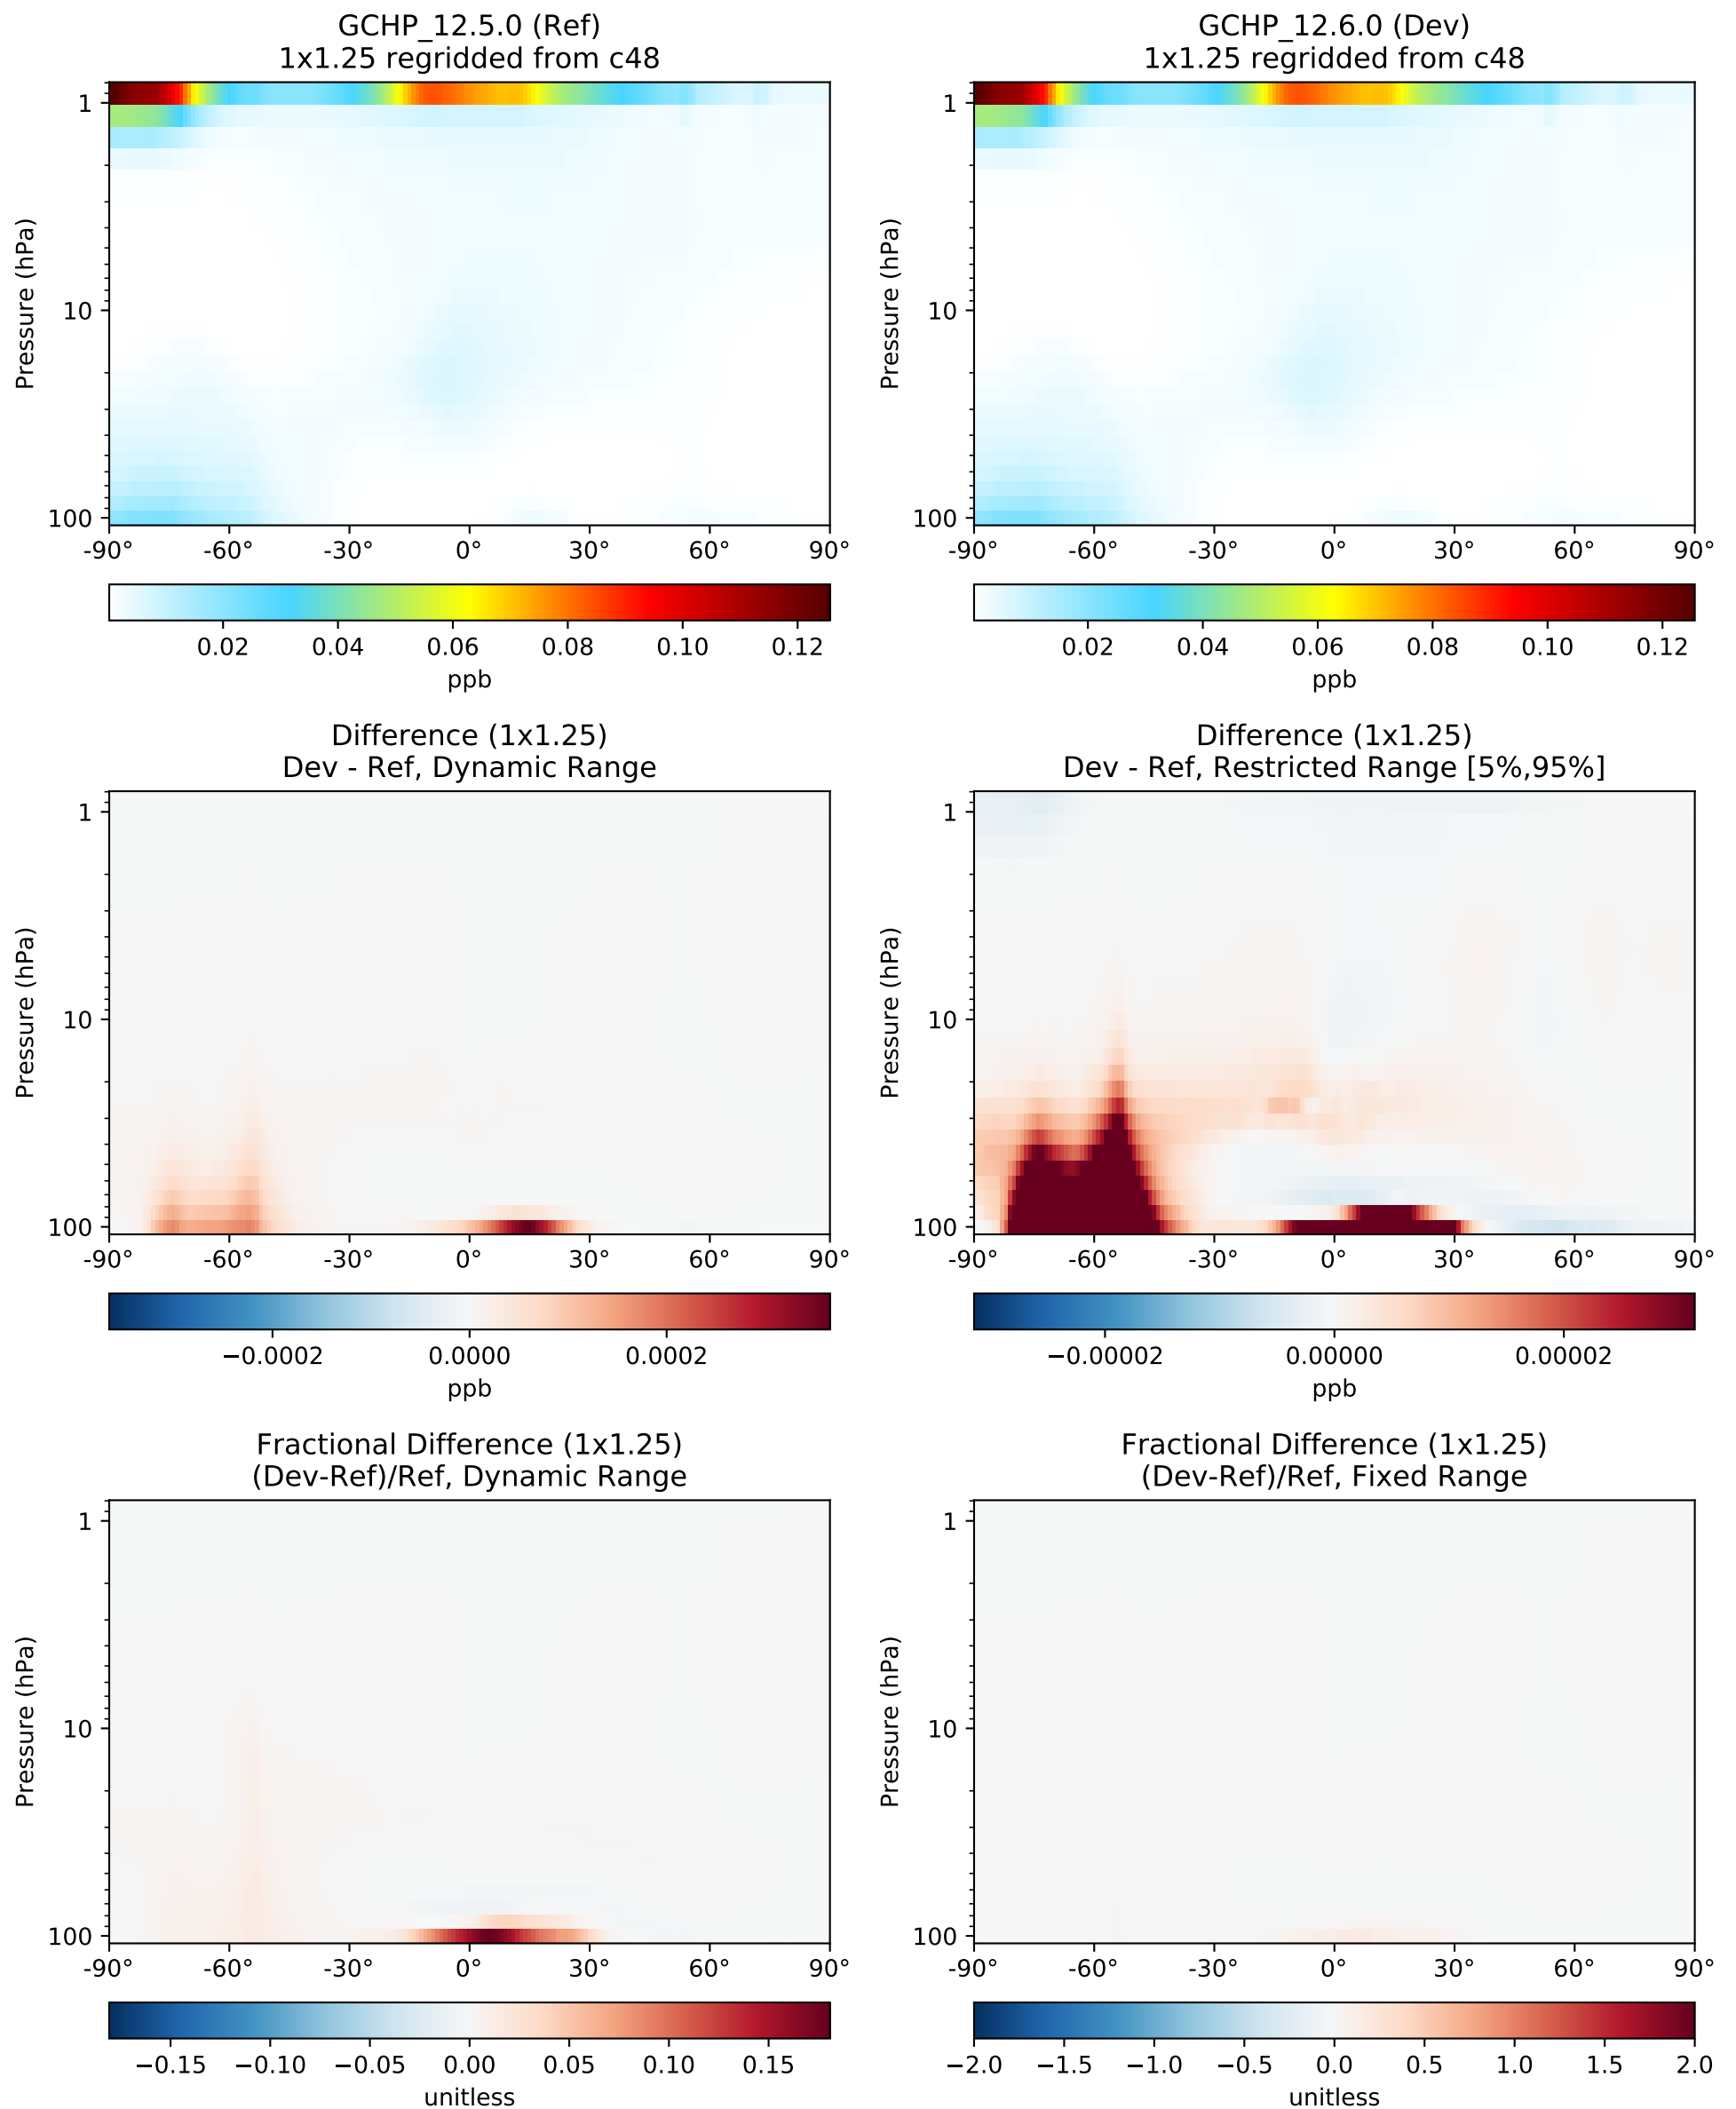 GCHP_12.5.0 (Ref)
1x1.25 regridded from c48
Pressure (hPa)
1
10
100
-90° -60° -30° 0° 30° 60° 90°
0.02 0.04 0.06 0.08 0.10 0.12
ppb
GCHP_12.6.0 (Dev)
1x1.25 regridded from c48
Pressure (hPa)
1
10
100
-90° -60° -30° 0° 30° 60° 90°
0.02 0.04 0.06 0.08 0.10 0.12
ppb
Difference (1x1.25)
Dev - Ref, Dynamic Range
Pressure (hPa)
1
10
100
-90° -60° -30° 0° 30° 60° 90°
−0.0002 0.0000 0.0002
ppb
Difference (1x1.25)
Dev - Ref, Restricted Range [5%,95%]
Pressure (hPa)
1
10
100
-90° -60° -30° 0° 30° 60° 90°
−0.00002 0.00000 0.00002
ppb
Fractional Difference (1x1.25)
(Dev-Ref)/Ref, Dynamic Range
Pressure (hPa)
1
10
100
-90° -60° -30° 0° 30° 60° 90°
−0.15 −0.10 −0.05 0.00 0.05 0.10 0.15
unitless
Fractional Difference (1x1.25)
(Dev-Ref)/Ref, Fixed Range
Pressure (hPa)
1
10
100
-90° -60° -30° 0° 30° 60° 90°
−2.0 −1.5 −1.0 −0.5 0.0 0.5 1.0 1.5 2.0
unitless